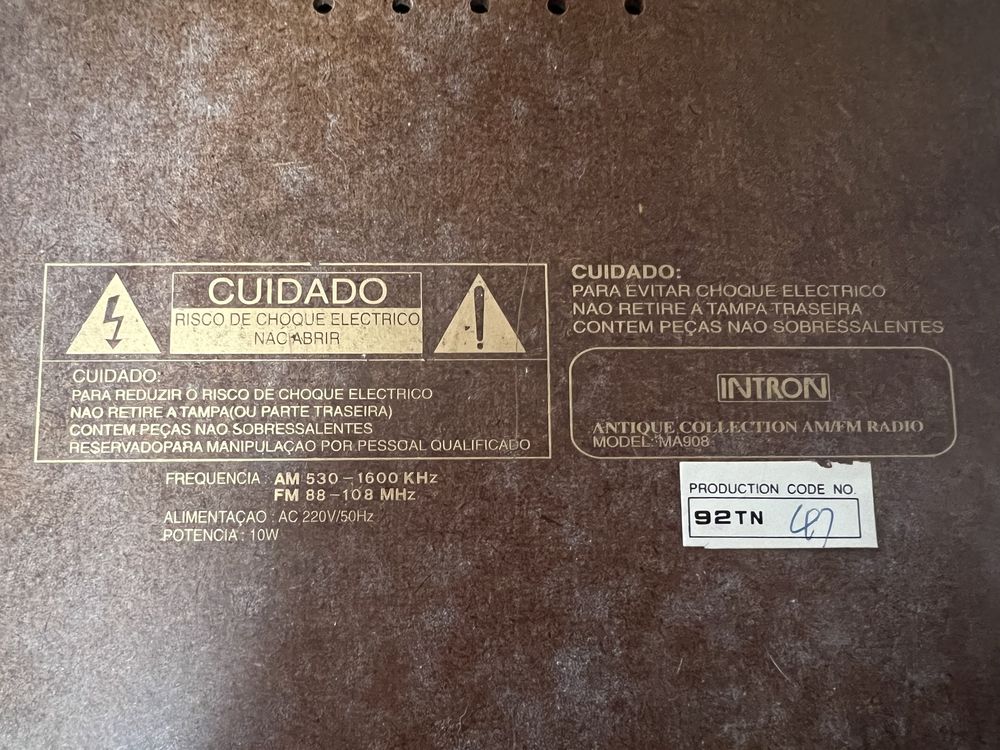 CUIDADO
RISCO DE CHOQUE ELECTRICO
NAO ABRIR
CUIDADO:
PARA REDUZIR O RISCO DE CHOQUE ELECTRICO
NAO RETIRE A TAMPA(OU PARTE TRASEIRA)
CONTEM PEÇAS NAO SOBRESSALENTES
RESERVADOPARA MANIPULAÇAO POR PESSOAL QUALIFICADO
FREQUENCIA : AM 530 – 1600 KHz
FM 88 – 108 MHz
ALIMENTAÇAO : AC 220V/50Hz
POTENCIA : 10W
CUIDADO:
PARA EVITAR CHOQUE ELECTRICO
NAO RETIRE A TAMPA TRASEIRA
CONTEM PEÇAS NAO SOBRESSALENTES
INTRON
ANTIQUE COLLECTION AM/FM RADIO
MODEL: MA908
PRODUCTION CODE NO.
92TN